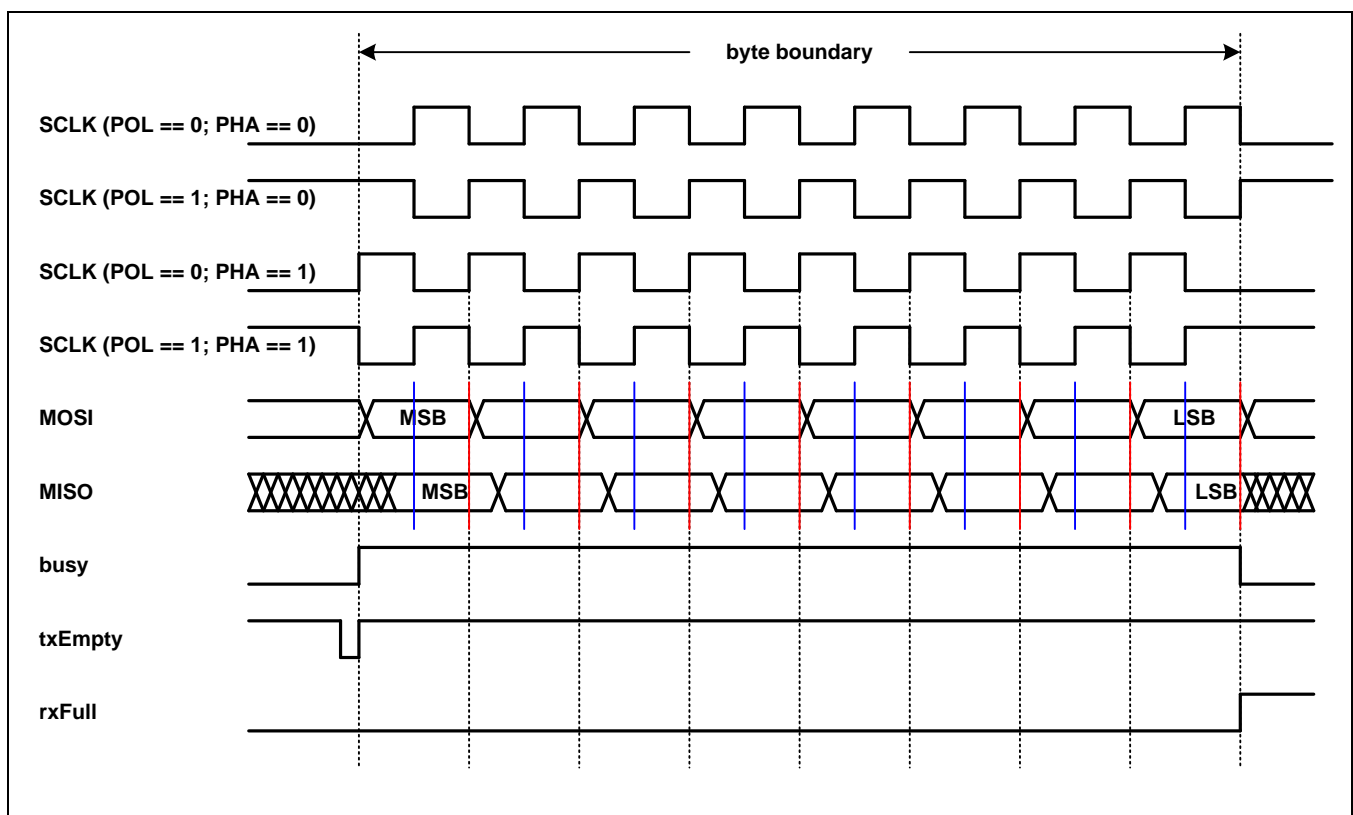 byte boundary
SCLK (POL == 0; PHA == 0)
SCLK (POL == 1; PHA == 0)
SCLK (POL == 0; PHA == 1)
SCLK (POL == 1; PHA == 1)
MOSI MSB LSB
MISO MSB LSB
busy
txEmpty
rxFull